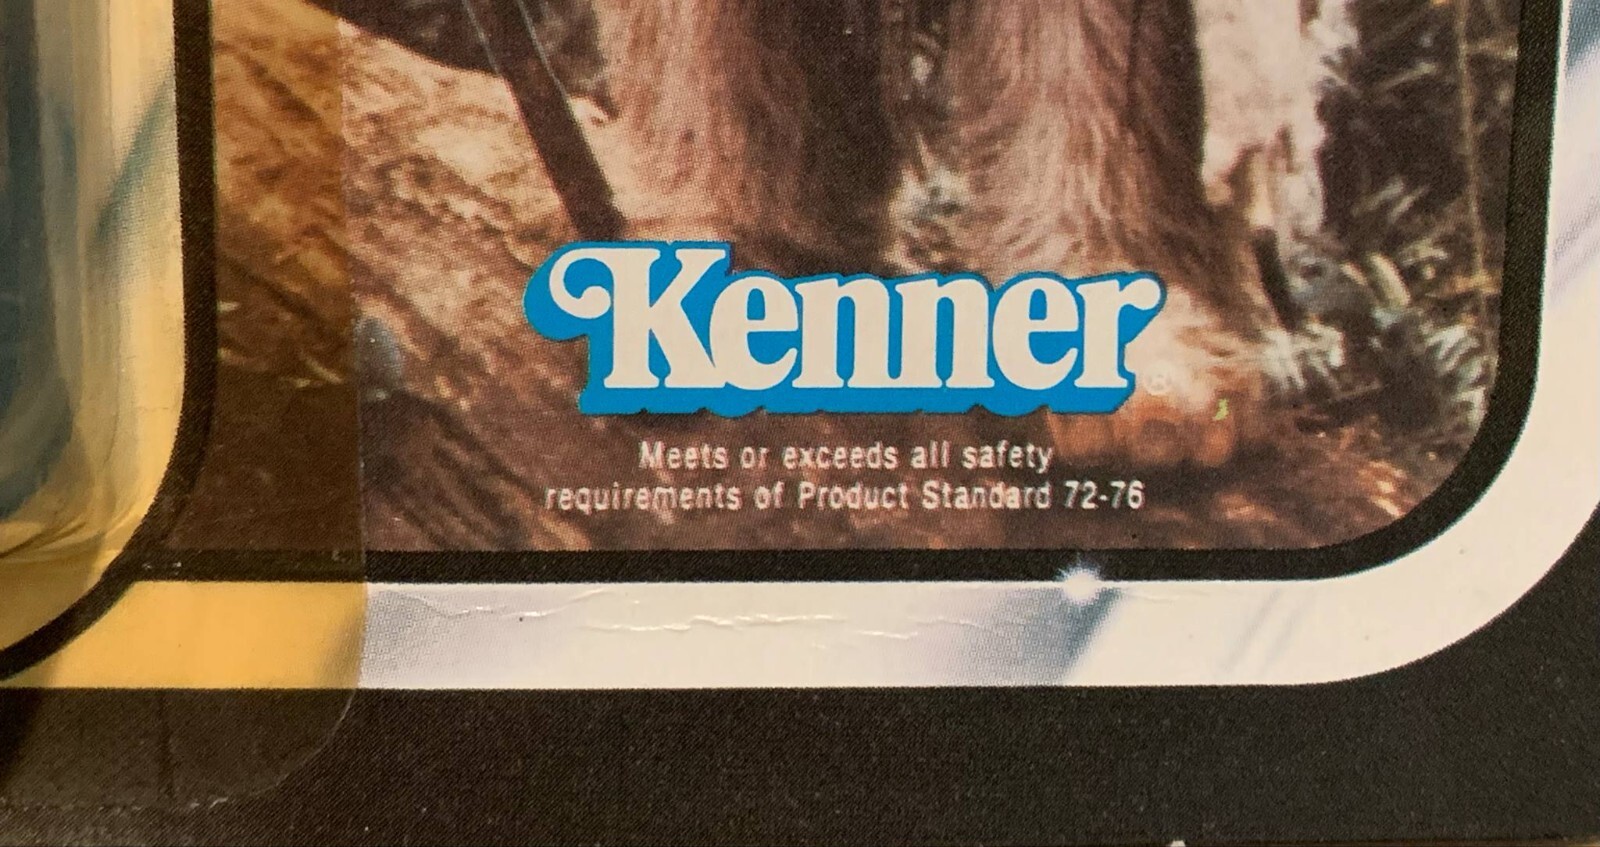 Kenner®
Meets or exceeds all safety
requirements of Product Standard 72-76